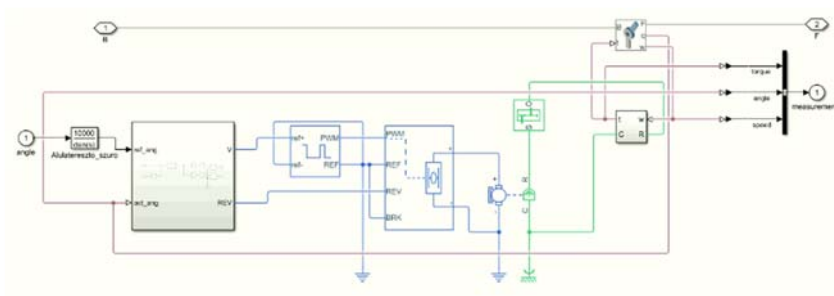 1
B
2
F
B
F
q
w
t
torque
angle
speed
1
measurement
1
angle
10000
den(s)
Alulatereszto_szuro
ref_ang
act_ang
V
REV
ref+
ref-
PWM
REF
PWM
REF
REV
BRK
+
-
+
-
R
C
t
w
C
R